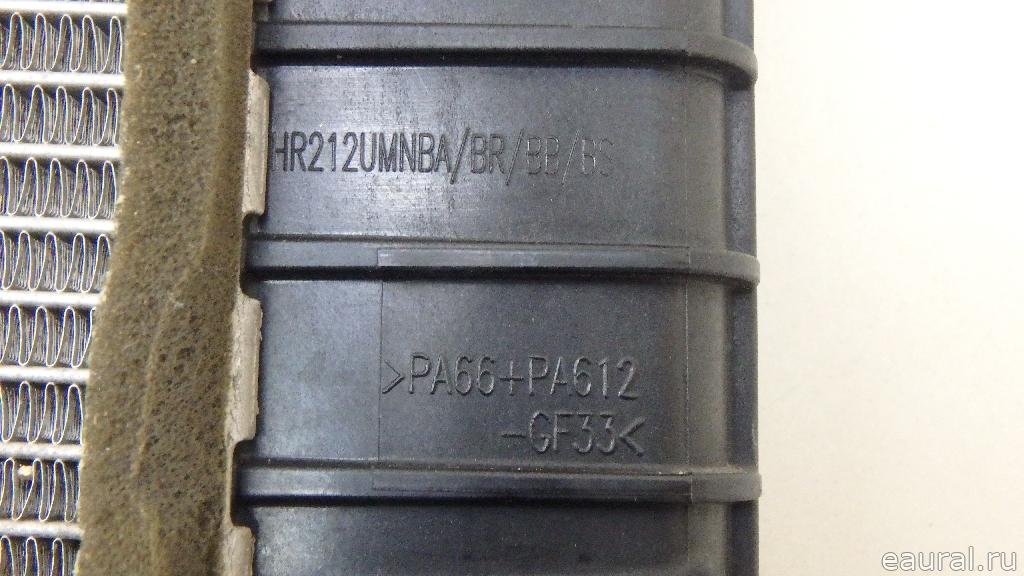 HR212UMNBA/BR/BB/BS
>PA66+PA612
-GF33<
eaural.ru